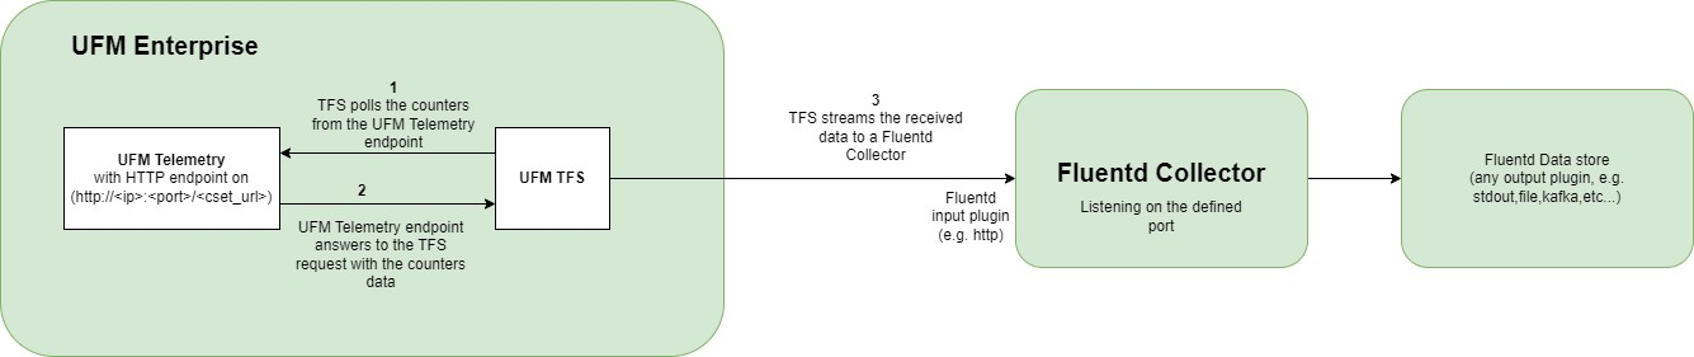 UFM Enterprise
1
TFS polls the counters
from the UFM Telemetry
endpoint
UFM Telemetry
with HTTP endpoint on
(http://<ip>:<port>/<cset_url>)
UFM TFS
2
UFM Telemetry endpoint
answers to the TFS
request with the counters
data
3
TFS streams the received
data to a Fluentd
Collector
Fluentd
input plugin
(e.g. http)
Fluentd Collector
Listening on the defined
port
Fluentd Data store
(any output plugin, e.g.
stdout,file,kafka,etc...)